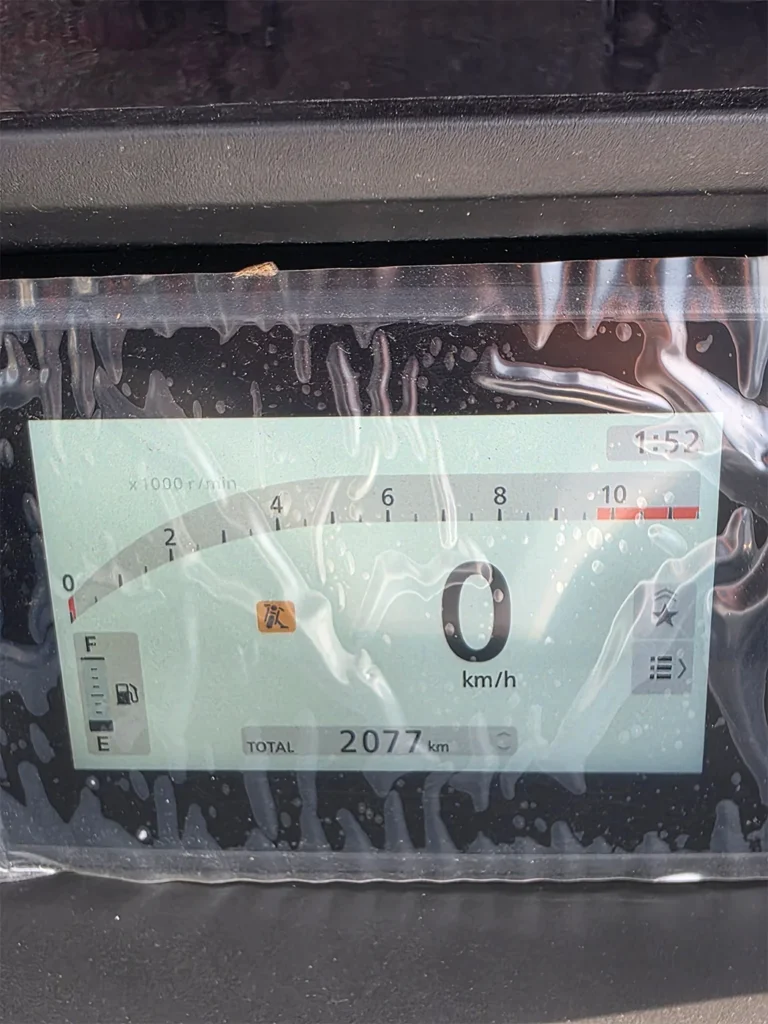 1:52
x1000 r/min
0 2 4 6 8 10
0
km/h
F
E
TOTAL 2077 km